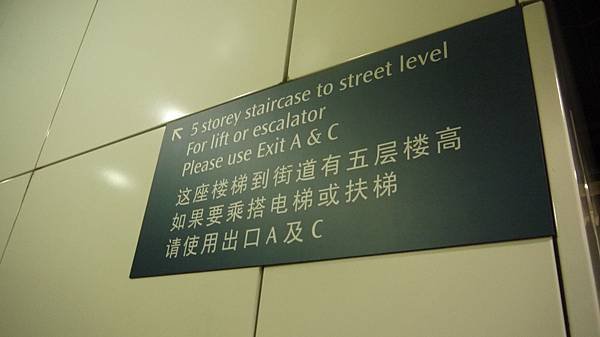 ↖ 5 storey staircase to street level
For lift or escalator
Please use Exit A & C
这座楼梯到街道有五层楼高
如果要乘搭电梯或扶梯
请使用出口A及C